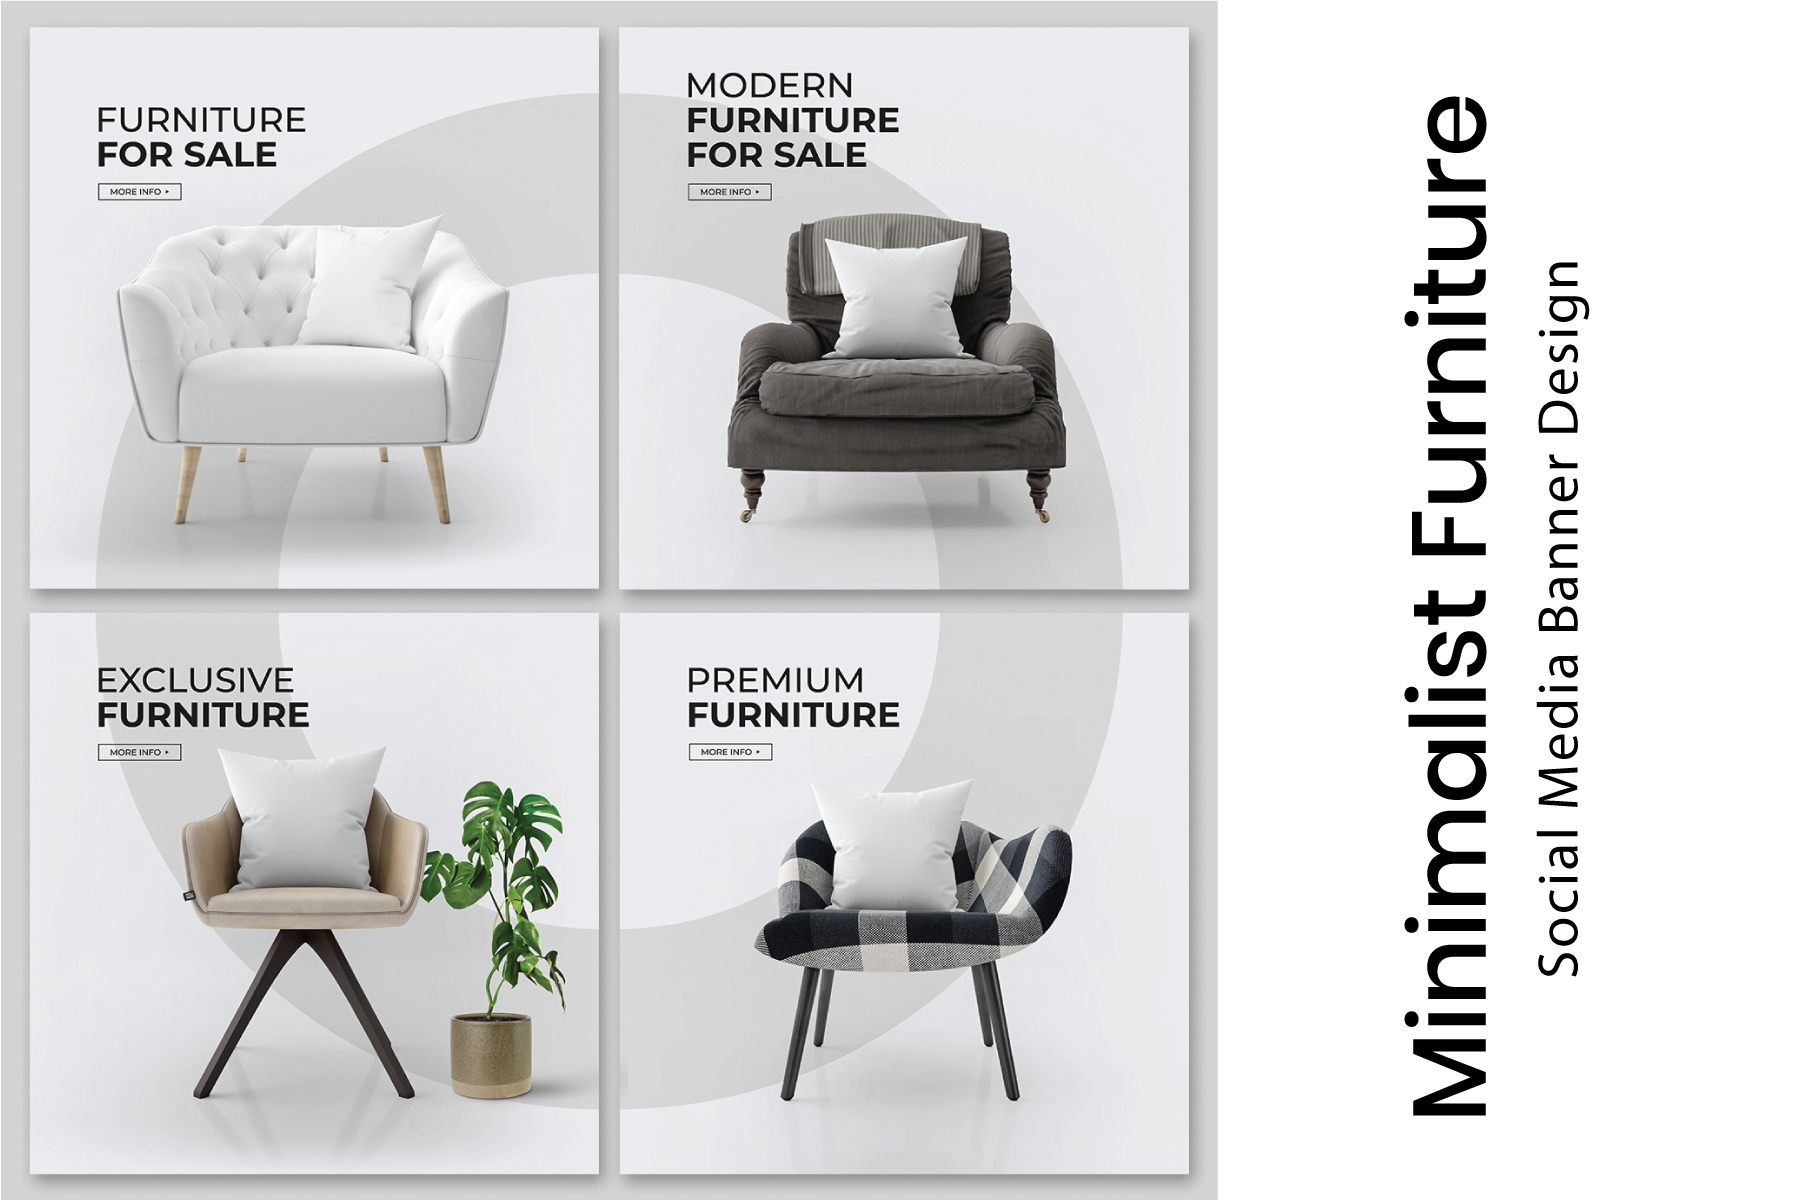 FURNITURE
FOR SALE
MORE INFO ▸
MODERN
FURNITURE
FOR SALE
MORE INFO ▸
EXCLUSIVE
FURNITURE
MORE INFO ▸
PREMIUM
FURNITURE
MORE INFO ▸
Minimalist Furniture
Social Media Banner Design